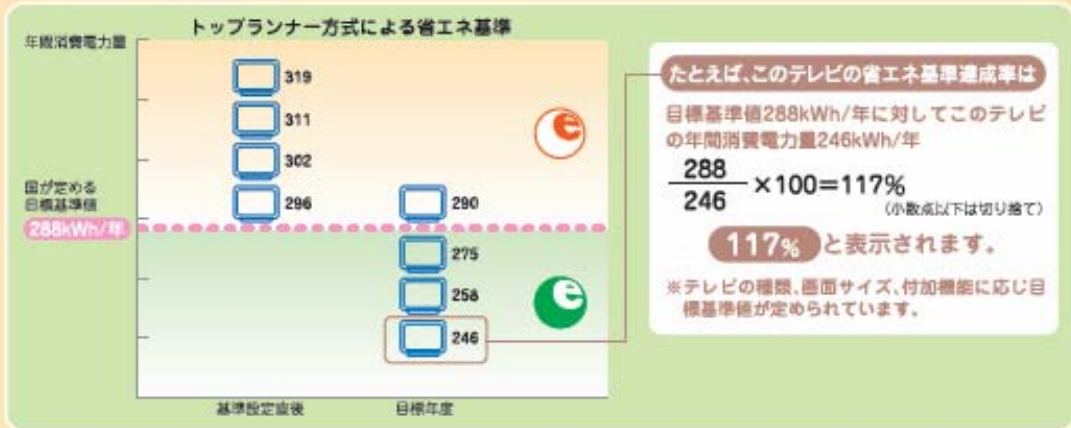 トップランナー方式による省エネ基準
年間消費電力量
319
311
302
296
290
275
258
246
国が定める
目標基準値
288kWh/年
e
e
基準設定直後
目標年度
たとえば、このテレビの省エネ基準達成率は
目標基準値288kWh/年に対してこのテレビ
の年間消費電力量246kWh/年
288
246
×100=117%
(小数点以下は切り捨て)
117% と表示されます。
※テレビの種類、画面サイズ、付加機能に応じ目
標基準値が定められています。